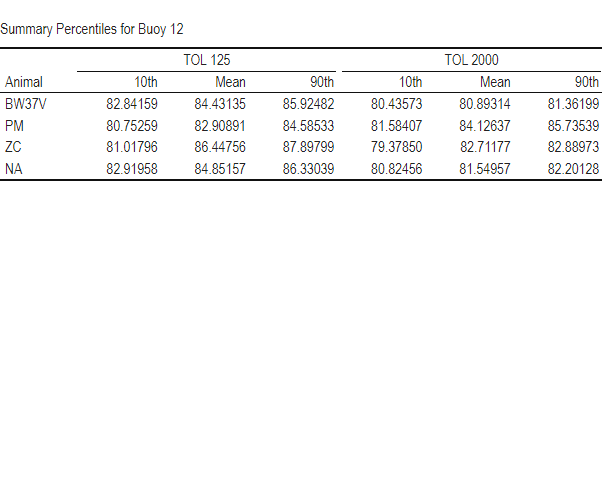 Summary Percentiles for Buoy 12
TOL 125 TOL 2000
Animal 10th Mean 90th 10th Mean 90th
BW37V 82.84159 84.43135 85.92482 80.43573 80.89314 81.36199
PM 80.75259 82.90891 84.58533 81.58407 84.12637 85.73539
ZC 81.01796 86.44756 87.89799 79.37850 82.71177 82.88973
NA 82.91958 84.85157 86.33039 80.82456 81.54957 82.20128